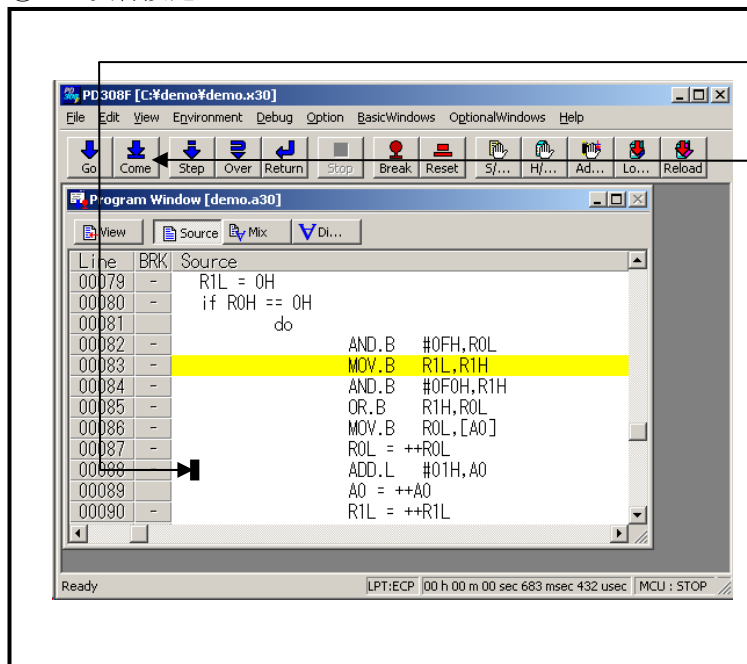 PD308F [C:¥demo¥demo.x30]
File Edit View Environment Debug Option BasicWindows OptionalWindows Help
Go Come Step Over Return Stop Break Reset S/... H/... Ad... Lo... Reload
Program Window [demo.a30]
View Source Mix Di...
Line BRK Source
00079 - R1L = 0H
00080 - if R0H == 0H
00081 do
00082 - AND.B #0FH,R0L
00083 - MOV.B R1L,R1H
00084 - AND.B #0F0H,R1H
00085 - OR.B R1H,R0L
00086 - MOV.B R0L,[A0]
00087 - R0L = ++R0L
00088 - ADD.L #01H,A0
00089 A0 = ++A0
00090 - R1L = ++R1L
Ready LPT:ECP 00 h 00 m 00 sec 683 msec 432 usec MCU : STOP